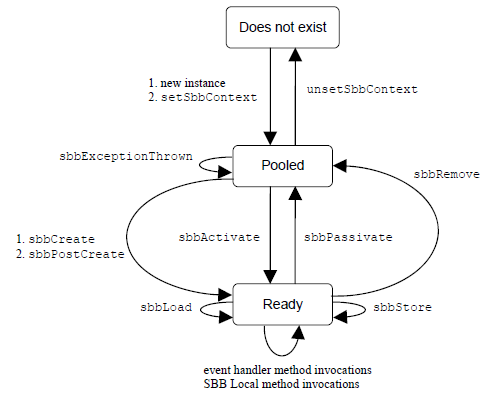 Does not exist
1. new instance
2. setSbbContext
unsetSbbContext
sbbExceptionThrown
Pooled
sbbRemove
1. sbbCreate
2. sbbPostCreate
sbbActivate
sbbPassivate
sbbLoad
Ready
sbbStore
event handler method invocations
SBB Local method invocations